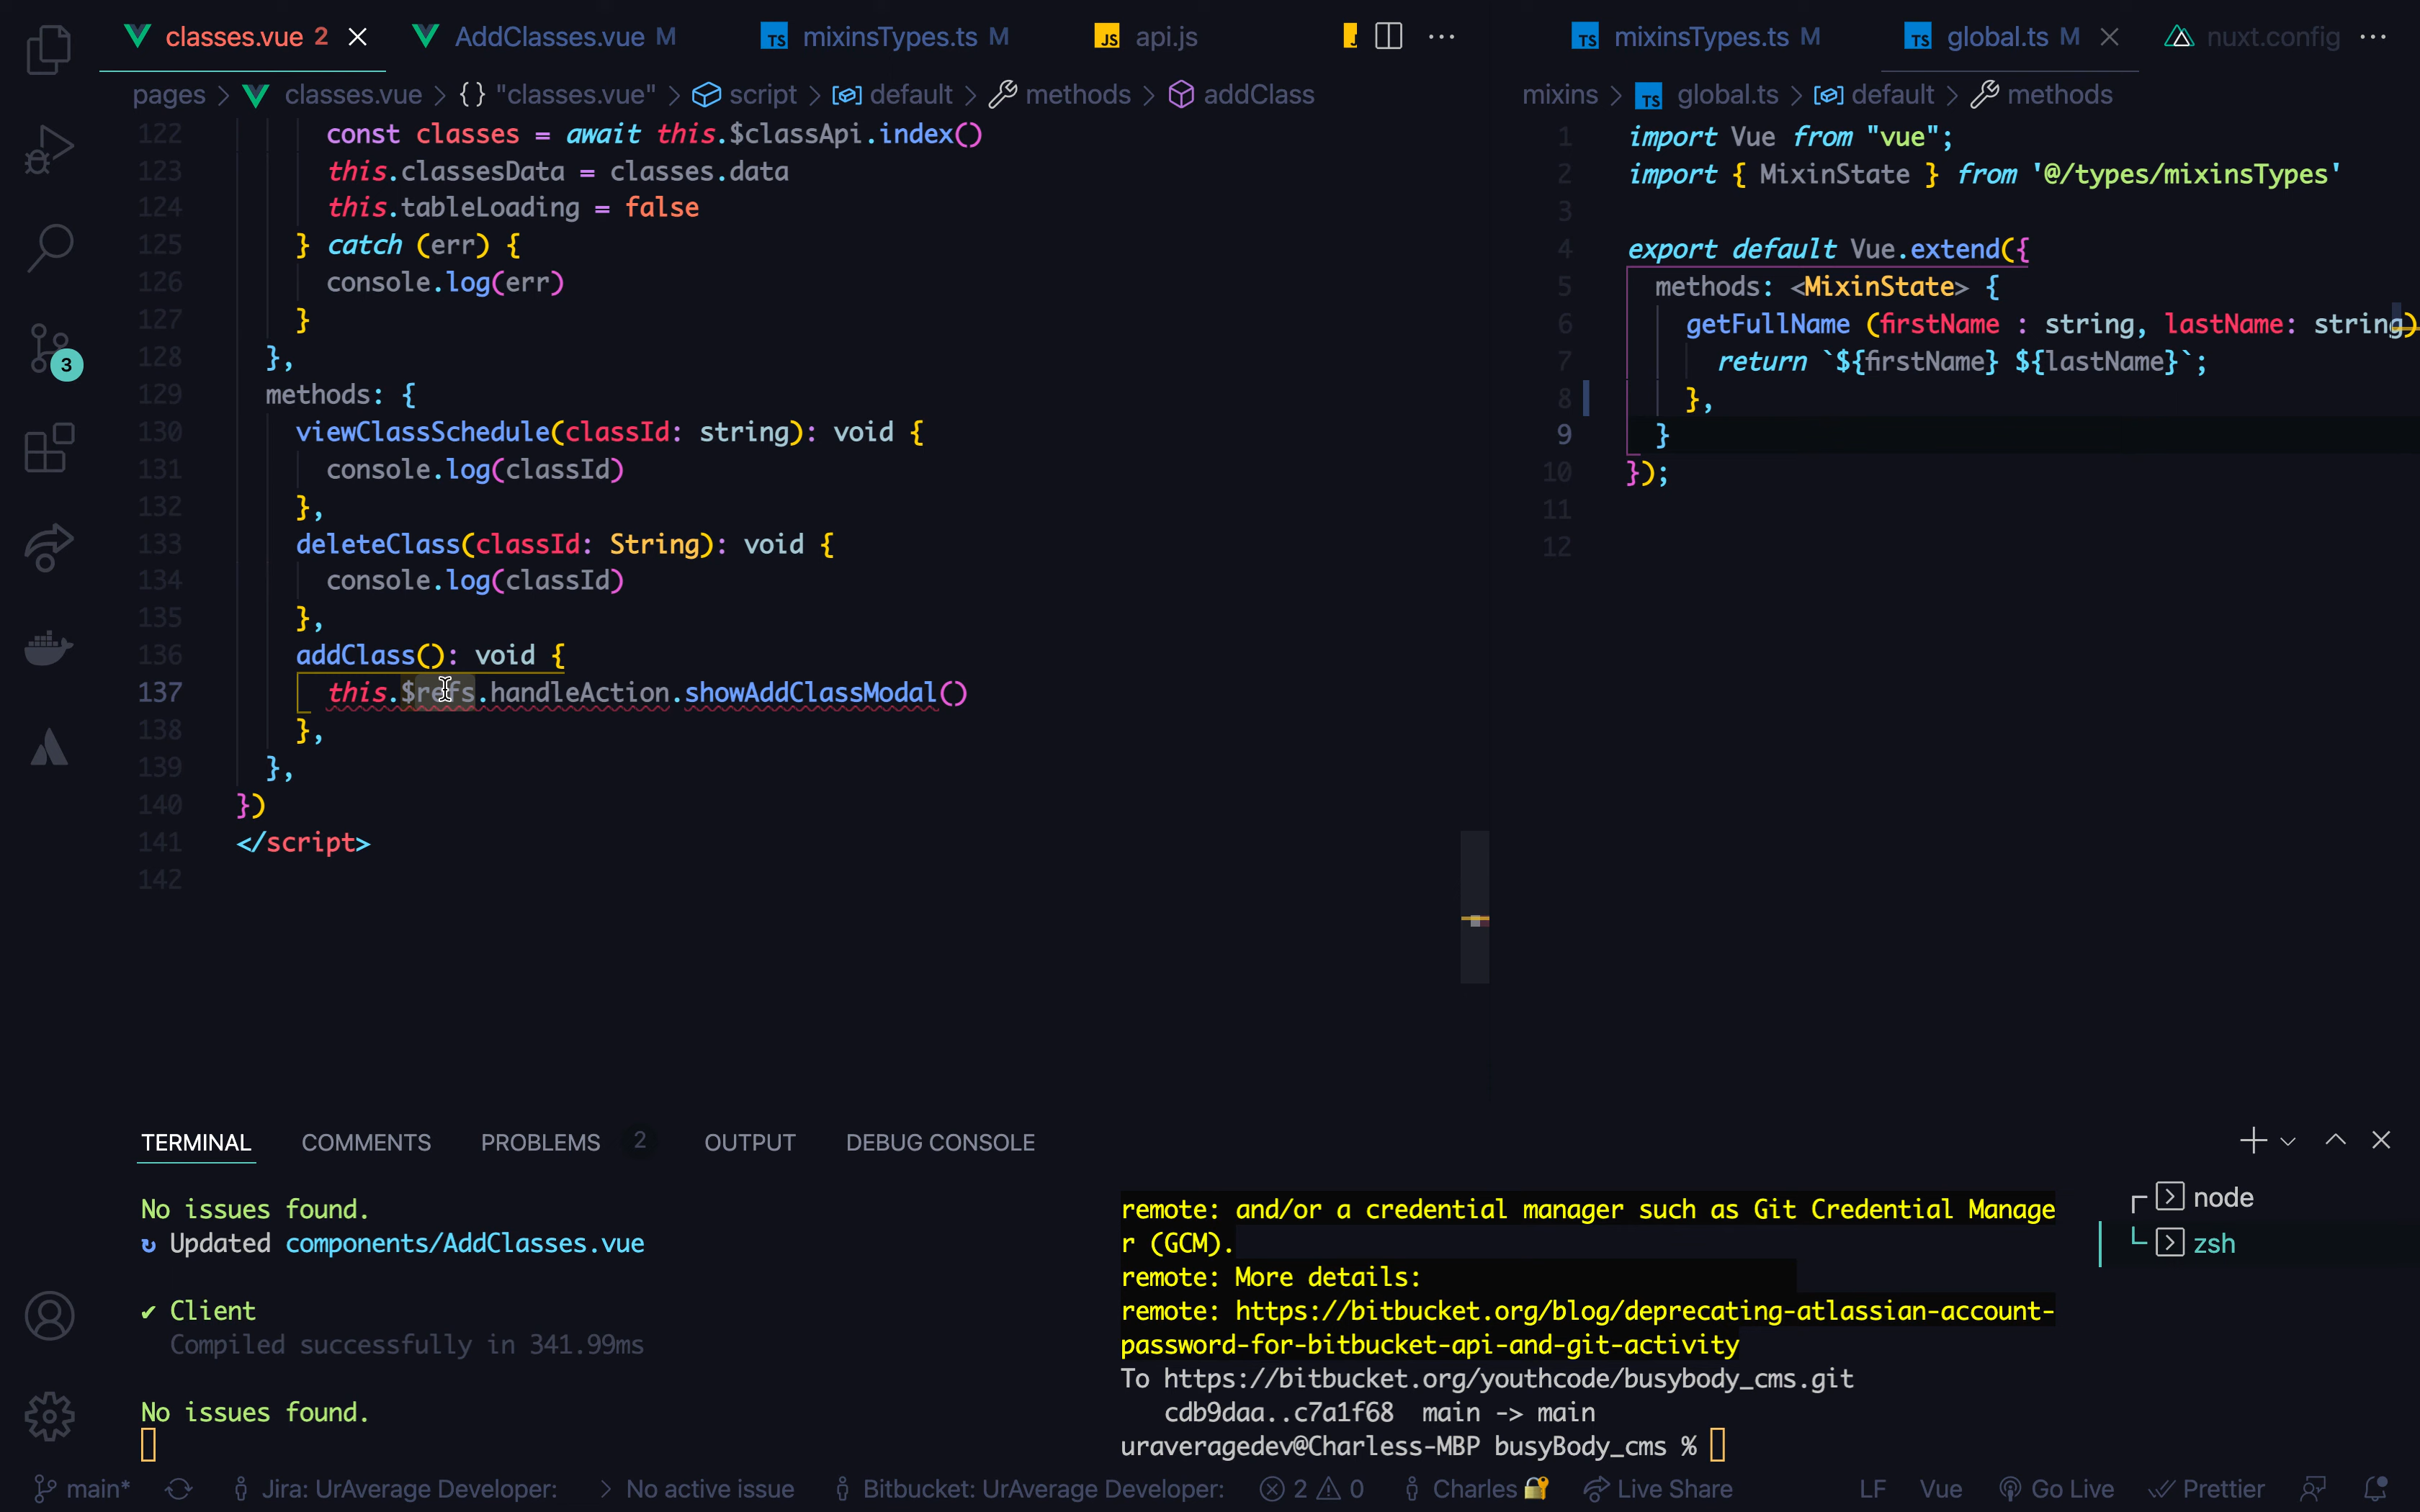 classes.vue 2
AddClasses.vue M
TS mixinsTypes.ts M
JS api.js
TS mixinsTypes.ts M
TS global.ts M
nuxt.config
pages > classes.vue > {} "classes.vue" > script > default > methods > addClass
122 const classes = await this.$classApi.index()
123 this.classesData = classes.data
124 this.tableLoading = false
125 } catch (err) {
126 console.log(err)
127 }
128 },
129 methods: {
130 viewClassSchedule(classId: string): void {
131 console.log(classId)
132 },
133 deleteClass(classId: String): void {
134 console.log(classId)
135 },
136 addClass(): void {
137 this.$refs.handleAction.showAddClassModal()
138 },
139 },
140 })
141 </script>
142
mixins > TS global.ts > default > methods
1 import Vue from "vue";
2 import { MixinState } from '@/types/mixinsTypes'
3
4 export default Vue.extend({
5 methods: <MixinState> {
6 getFullName (firstName : string, lastName: string)
7 return `${firstName} ${lastName}`;
8 },
9 }
10 });
11
12
3
TERMINAL
COMMENTS
PROBLEMS 2
OUTPUT
DEBUG CONSOLE
No issues found.
↻ Updated components/AddClasses.vue
✔ Client
Compiled successfully in 341.99ms
No issues found.
remote: and/or a credential manager such as Git Credential Manage
r (GCM).
remote: More details:
remote: https://bitbucket.org/blog/deprecating-atlassian-account-
password-for-bitbucket-api-and-git-activity
To https://bitbucket.org/youthcode/busybody_cms.git
cdb9daa..c7a1f68 main -> main
uraveragedev@Charless-MBP busyBody_cms %
node
zsh
main*
Jira: UrAverage Developer:
> No active issue
Bitbucket: UrAverage Developer:
2
0
Charles 🔐
Live Share
LF
Vue
Go Live
Prettier